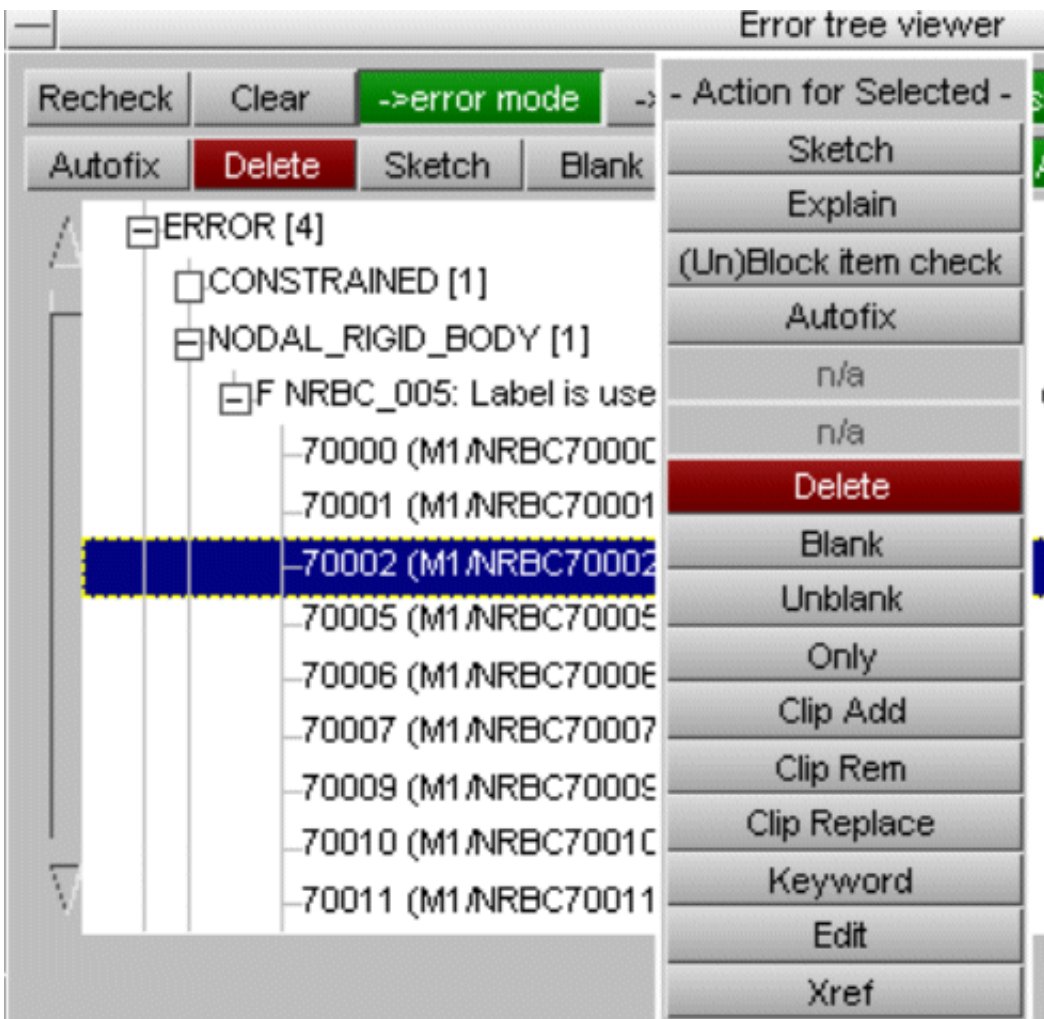 Error tree viewer
Recheck Clear ->error mode
Autofix Delete Sketch Blank
ERROR [4]
CONSTRAINED [1]
NODAL_RIGID_BODY [1]
F NRBC_005: Label is use
70000 (M1/NRBC70000
70001 (M1/NRBC70001
70002 (M1/NRBC70002
70005 (M1/NRBC70005
70006 (M1/NRBC70006
70007 (M1/NRBC70007
70009 (M1/NRBC70009
70010 (M1/NRBC70010
70011 (M1/NRBC70011
- Action for Selected -
Sketch
Explain
(Un)Block item check
Autofix
n/a
n/a
Delete
Blank
Unblank
Only
Clip Add
Clip Rem
Clip Replace
Keyword
Edit
Xref